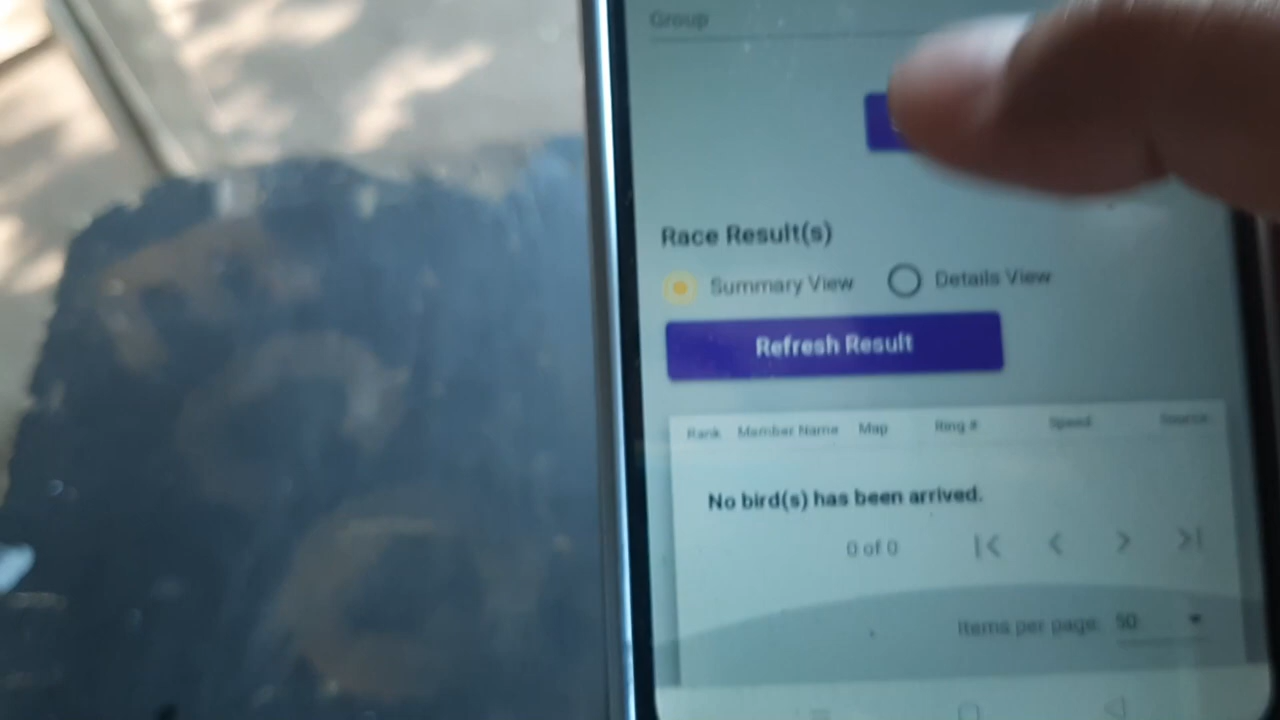 Group
Race Result(s)
Summary View Details View
Refresh Result
Rank Member Name Map Ring # Speed Source
No bird(s) has been arrived.
0 of 0
Items per page: 50